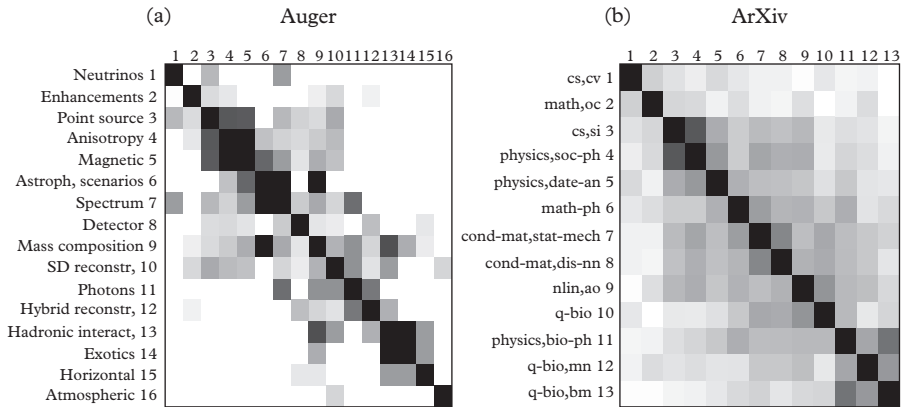 (a) Auger
1 2 3 4 5 6 7 8 9 10 11 12 13 14 15 16
Neutrinos 1
Enhancements 2
Point source 3
Anisotropy 4
Magnetic 5
Astroph, scenarios 6
Spectrum 7
Detector 8
Mass composition 9
SD reconstr, 10
Photons 11
Hybrid reconstr, 12
Hadronic interact, 13
Exotics 14
Horizontal 15
Atmospheric 16
(b) ArXiv
1 2 3 4 5 6 7 8 9 10 11 12 13
cs,cv 1
math,oc 2
cs,si 3
physics,soc-ph 4
physics,date-an 5
math-ph 6
cond-mat,stat-mech 7
cond-mat,dis-nn 8
nlin,ao 9
q-bio 10
physics,bio-ph 11
q-bio,mn 12
q-bio,bm 13